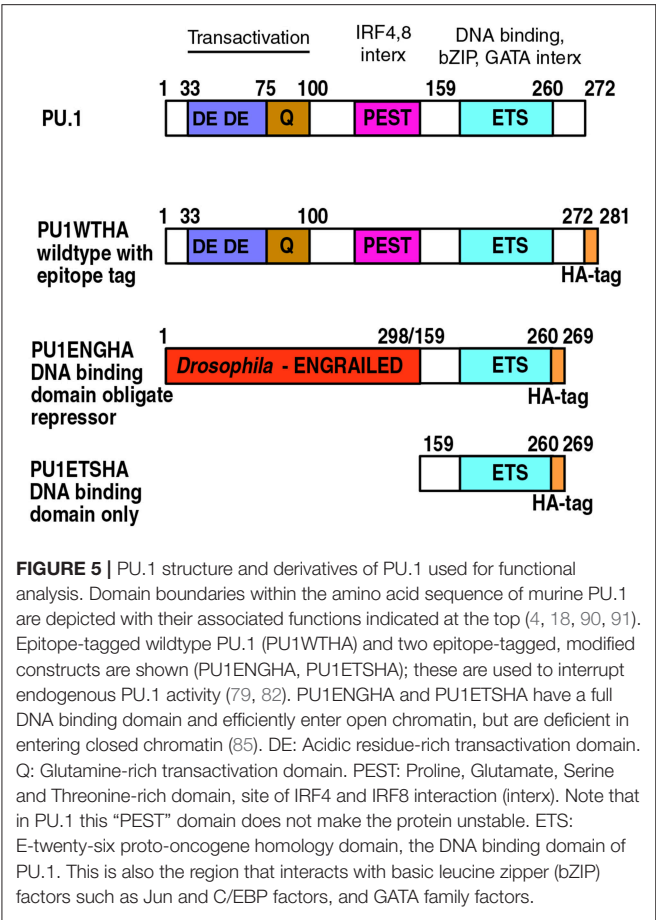 Transactivation
IRF4,8
interx
DNA binding,
bZIP, GATA interx
1 33 75 100 159 260 272
PU.1
DE DE Q PEST ETS
1 33 100 272 281
PU1WTHA
wildtype with
epitope tag
DE DE Q PEST ETS
HA-tag
1 298/159 260 269
PU1ENGHA
DNA binding
domain obligate
repressor
Drosophila - ENGRAILED ETS
HA-tag
159 260 269
PU1ETSHA
DNA binding
domain only
ETS
HA-tag
FIGURE 5 | PU.1 structure and derivatives of PU.1 used for functional
analysis. Domain boundaries within the amino acid sequence of murine PU.1
are depicted with their associated functions indicated at the top (4, 18, 90, 91).
Epitope-tagged wildtype PU.1 (PU1WTHA) and two epitope-tagged, modified
constructs are shown (PU1ENGHA, PU1ETSHA); these are used to interrupt
endogenous PU.1 activity (79, 82). PU1ENGHA and PU1ETSHA have a full
DNA binding domain and efficiently enter open chromatin, but are deficient in
entering closed chromatin (85). DE: Acidic residue-rich transactivation domain.
Q: Glutamine-rich transactivation domain. PEST: Proline, Glutamate, Serine
and Threonine-rich domain, site of IRF4 and IRF8 interaction (interx). Note that
in PU.1 this “PEST” domain does not make the protein unstable. ETS:
E-twenty-six proto-oncogene homology domain, the DNA binding domain of
PU.1. This is also the region that interacts with basic leucine zipper (bZIP)
factors such as Jun and C/EBP factors, and GATA family factors.